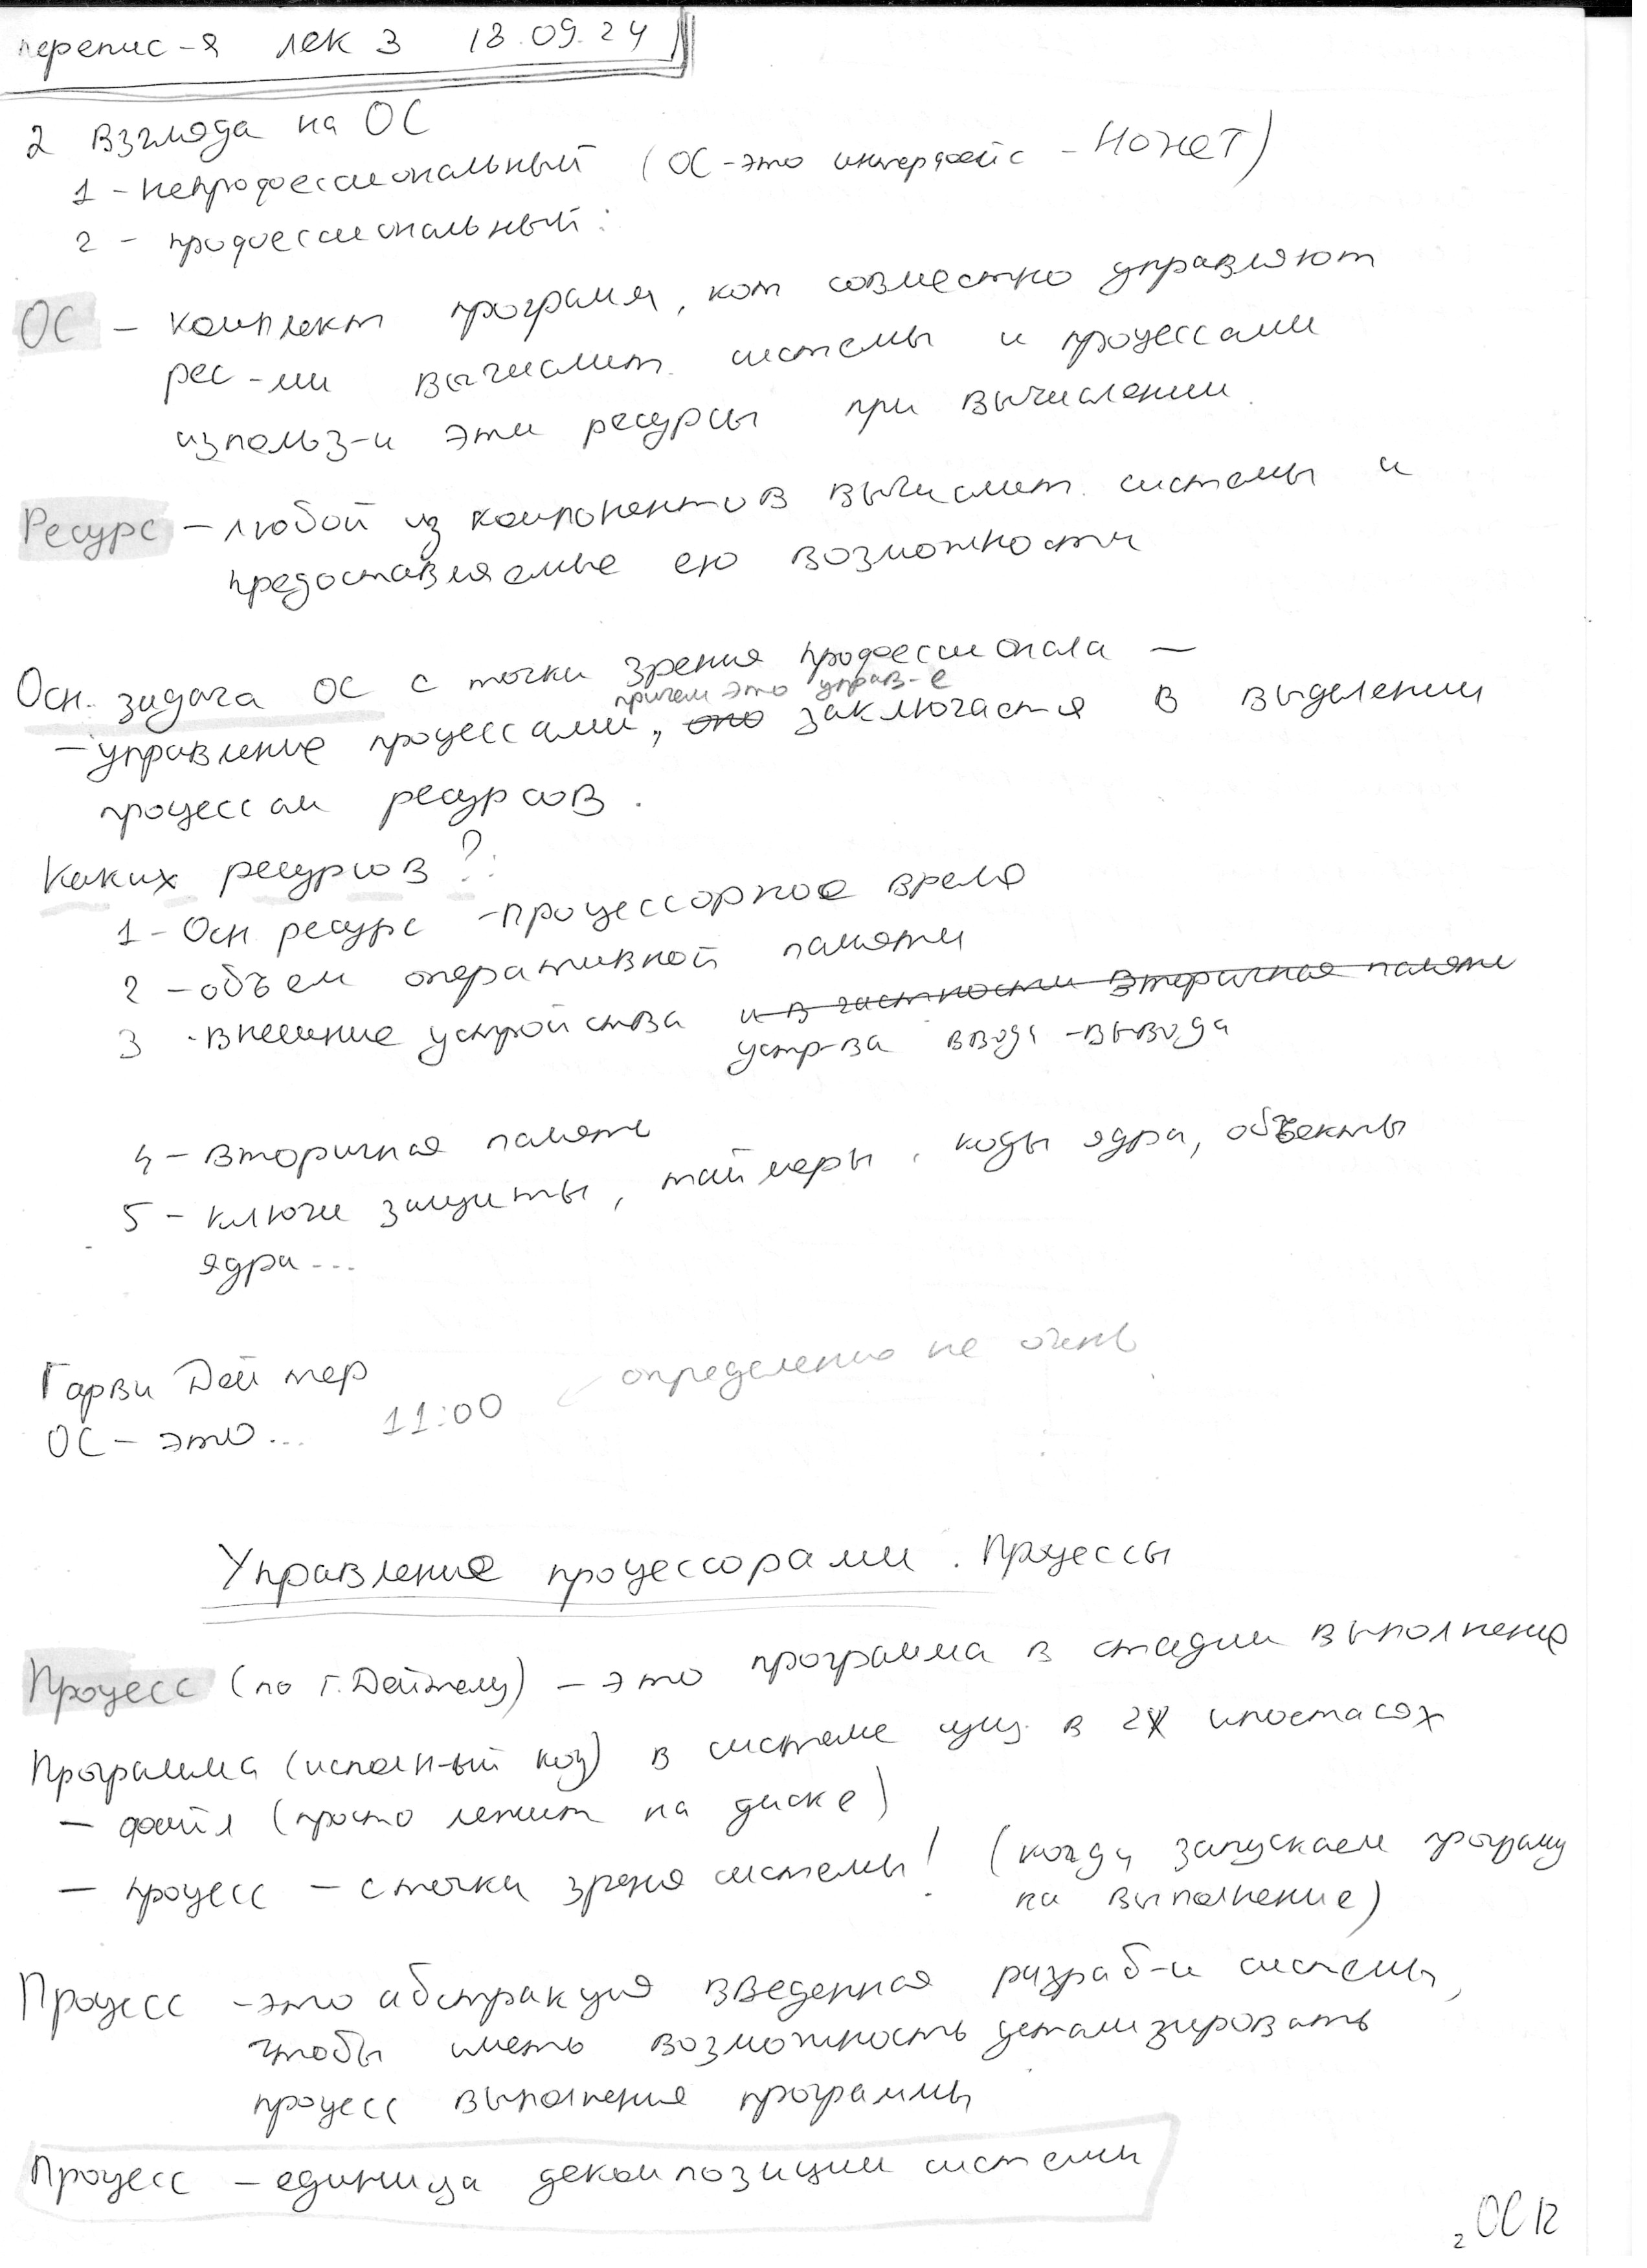 перепис-я лек 3 18.09.24
2 взгляда на ОС
1 - непрофессиональный (ОС - это интерфейс - НОНЕТ)
2 - профессиональный:
ОС - комплект программ, кот совместно управляют
рес-ми вычислит. системы и процессами
использ-и эти ресурсы при вычислении.
Ресурс - любой из компонентов вычислит. системы и
предоставляемые ею возможности
Осн. задача ОС с точки зрения профессионала —
причем это управ-е
- управление процессами, оно заключается в выделении
процессам ресурсов.
Каких ресурсов?:
1 - Осн ресурс - процессорное время
2 - объем оперативной памяти
3 - внешние устройства и в частности вторичная память
устр-ва ввода-вывода
4 - вторичная память
5 - ключи защиты, таймеры, коды ядра, объекты
ядра...
Гарви Дейтер
ОС - это... 11:00 определение не очень
Управление процессорами. Процессы
Процесс (по Г. Дейтелу) - это программа в стадии выполнения
Программа (исполн-ый код) в системе сущ. в 2х ипостасях
- файл (просто лежит на диске)
- процесс - с точки зрения системы! (когда запускаем программу
на выполнение)
Процесс - это абстракция введенная разраб-и системы,
чтобы иметь возможность детализировать
процесс выполнения программы
Процесс - единица декомпозиции системы
2 ОС 12